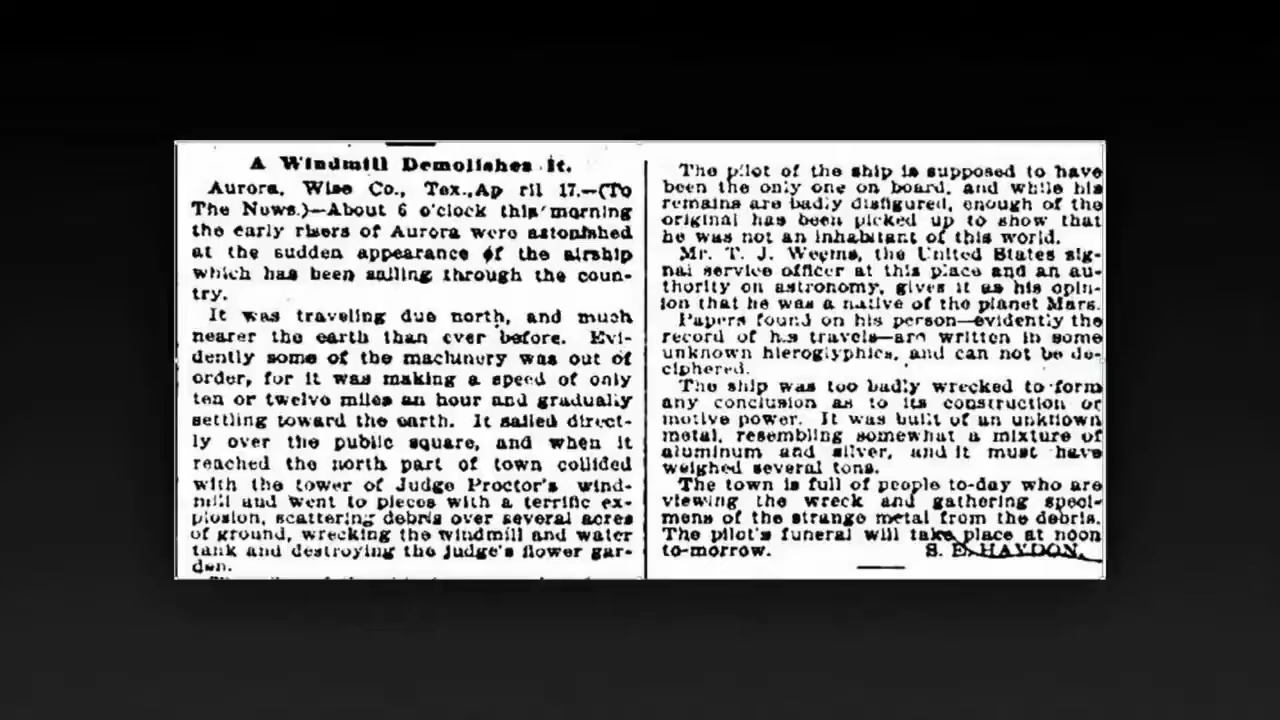 A Windmill Demolishes It.
Aurora, Wise Co., Tex.,Ap ril 17.—(To
The News.)—About 6 o'clock this morning
the early risers of Aurora were astonished
at the sudden appearance of the airship
which has been sailing through the coun-
try.
It was traveling due north, and much
nearer the earth than ever before. Evi-
dently some of the machinery was out of
order, for it was making a speed of only
ten or twelve miles an hour and gradually
settling toward the earth. It sailed direct-
ly over the public square, and when it
reached the north part of town collided
with the tower of Judge Proctor's wind-
mill and went to pieces with a terrific ex-
plosion, scattering debris over several acres
of ground, wrecking the windmill and water
tank and destroying the judge's flower gar-
den.
The pilot of the ship is supposed to have
been the only one on board, and while his
remains are badly disfigured, enough of the
original has been picked up to show that
he was not an inhabitant of this world.
Mr. T. J. Weems, the United States sig-
nal service officer at this place and an au-
thority on astronomy, gives it as his opin-
ion that he was a native of the planet Mars.
Papers found on his person—evidently the
record of his travels—are written in some
unknown hieroglyphics, and can not be de-
ciphered.
The ship was too badly wrecked to form
any conclusion as to its construction or
motive power. It was built of an unknown
metal, resembling somewhat a mixture of
aluminum and silver, and it must have
weighed several tons.
The town is full of people to-day who are
viewing the wreck and gathering speci-
mens of the strange metal from the debris.
The pilot's funeral will take place at noon
to-morrow. S. E. HAYDON.